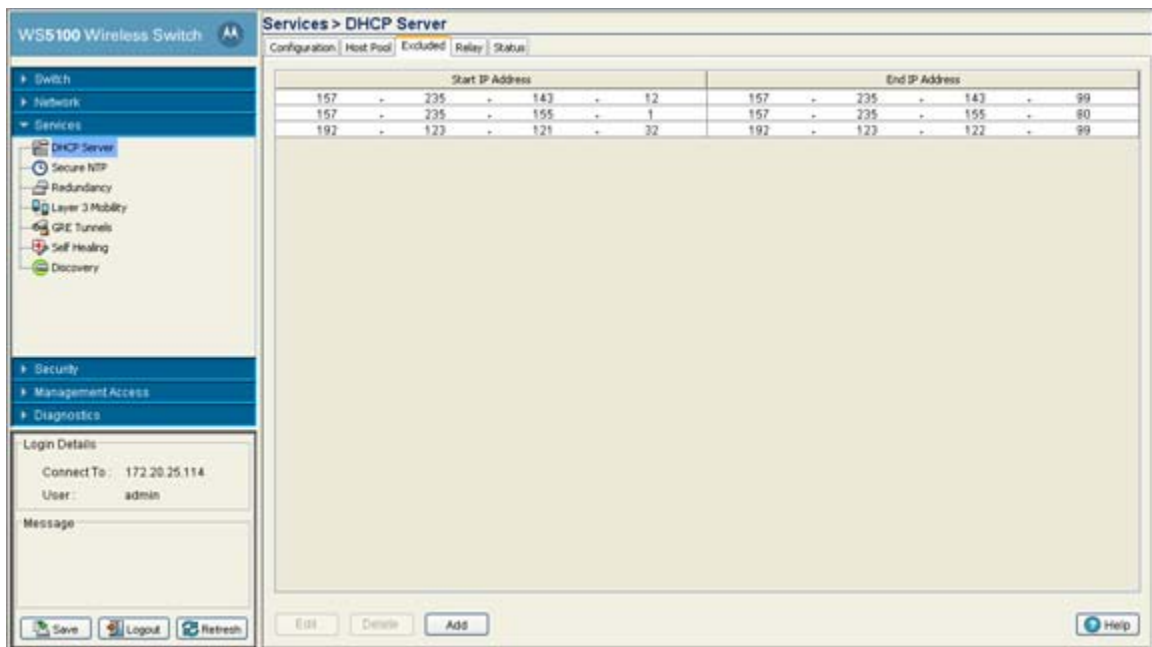 WS5100 Wireless Switch
Services > DHCP Server
Configuration Host Pool Excluded Relay Status
Switch
Network
Services
DHCP Server
Secure NTP
Redundancy
Layer 3 Mobility
GRE Tunnels
Self Healing
Discovery
Security
Management Access
Diagnostics
Login Details
Connect To : 172.20.25.114
User : admin
Message
Save Logout Refresh
Start IP Address End IP Address
157 . 235 . 143 . 12 157 . 235 . 143 . 99
157 . 235 . 155 . 1 157 . 235 . 155 . 80
192 . 123 . 121 . 32 192 . 123 . 122 . 99
Edit Delete Add Help